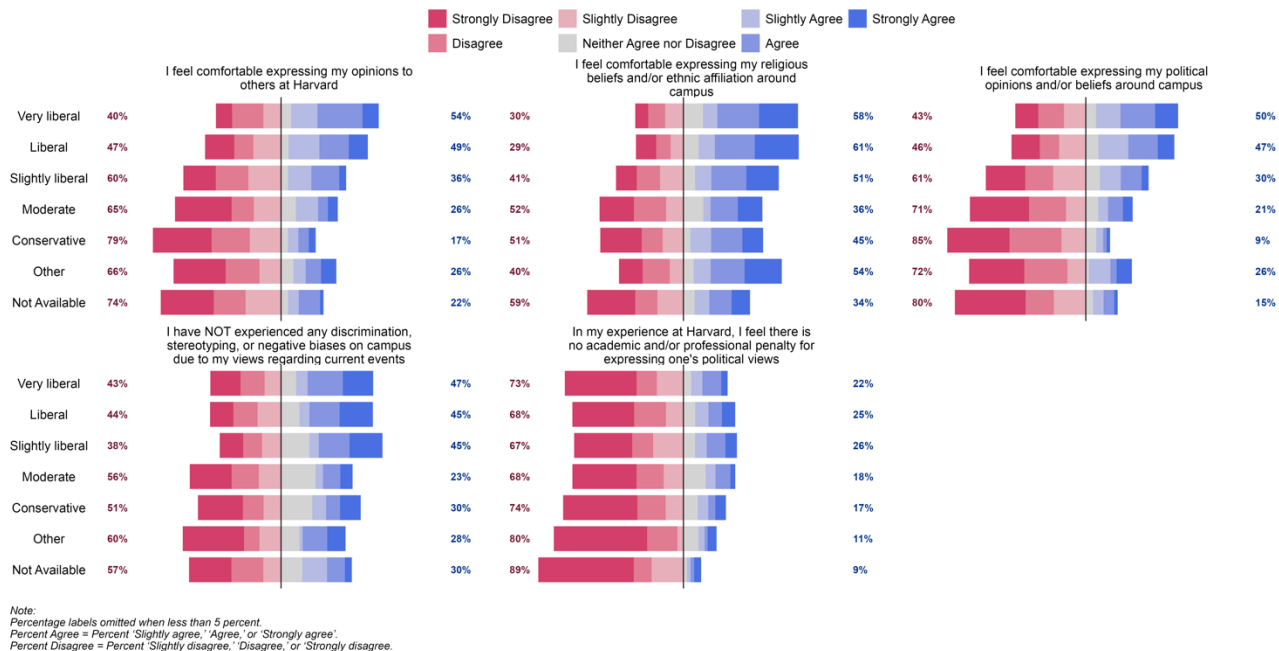 Strongly Disagree Slightly Disagree Slightly Agree Strongly Agree
Disagree Neither Agree nor Disagree Agree
I feel comfortable expressing my opinions to
others at Harvard
I feel comfortable expressing my religious
beliefs and/or ethnic affiliation around
campus
I feel comfortable expressing my political
opinions and/or beliefs around campus
Very liberal 40% 54% 30% 58% 43% 50%
Liberal 47% 49% 29% 61% 46% 47%
Slightly liberal 60% 36% 41% 51% 61% 30%
Moderate 65% 26% 52% 36% 71% 21%
Conservative 79% 17% 51% 45% 85% 9%
Other 66% 26% 40% 54% 72% 26%
Not Available 74% 22% 59% 34% 80% 15%
I have NOT experienced any discrimination,
stereotyping, or negative biases on campus
due to my views regarding current events
In my experience at Harvard, I feel there is
no academic and/or professional penalty for
expressing one's political views
Very liberal 43% 47% 73% 22%
Liberal 44% 45% 68% 25%
Slightly liberal 38% 45% 67% 26%
Moderate 56% 23% 68% 18%
Conservative 51% 30% 74% 17%
Other 60% 28% 80% 11%
Not Available 57% 30% 89% 9%
Note:
Percentage labels omitted when less than 5 percent.
Percent Agree = Percent ‘Slightly agree,’ ‘Agree,’ or ‘Strongly agree’.
Percent Disagree = Percent ‘Slightly disagree,’ ‘Disagree,’ or ‘Strongly disagree.